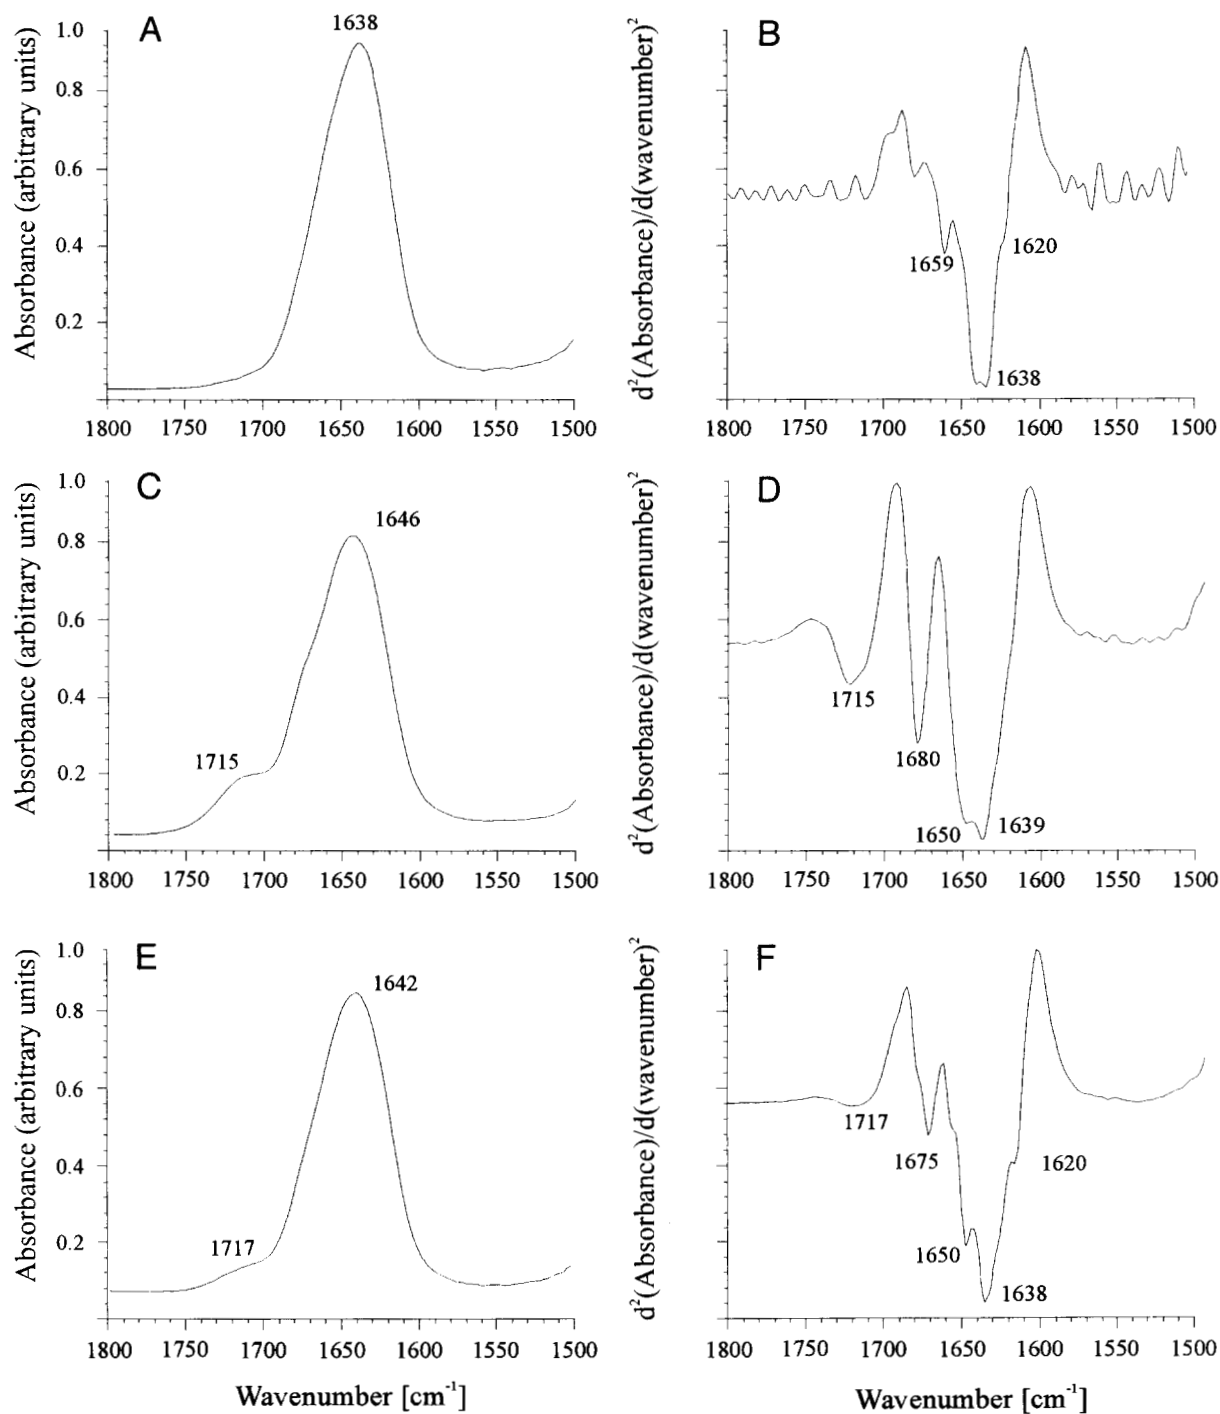 A
1638
Absorbance (arbitrary units)
1.0
0.8
0.6
0.4
0.2
1800 1750 1700 1650 1600 1550 1500
B
d²(Absorbance)/d(wavenumber)²
1659
1620
1638
1800 1750 1700 1650 1600 1550 1500
C
1646
1715
Absorbance (arbitrary units)
1.0
0.8
0.6
0.4
0.2
1800 1750 1700 1650 1600 1550 1500
D
d²(Absorbance)/d(wavenumber)²
1715
1680
1650
1639
1800 1750 1700 1650 1600 1550 1500
E
1642
1717
Absorbance (arbitrary units)
1.0
0.8
0.6
0.4
0.2
1800 1750 1700 1650 1600 1550 1500
Wavenumber [cm⁻¹]
F
d²(Absorbance)/d(wavenumber)²
1717
1675
1620
1650
1638
1800 1750 1700 1650 1600 1550 1500
Wavenumber [cm⁻¹]